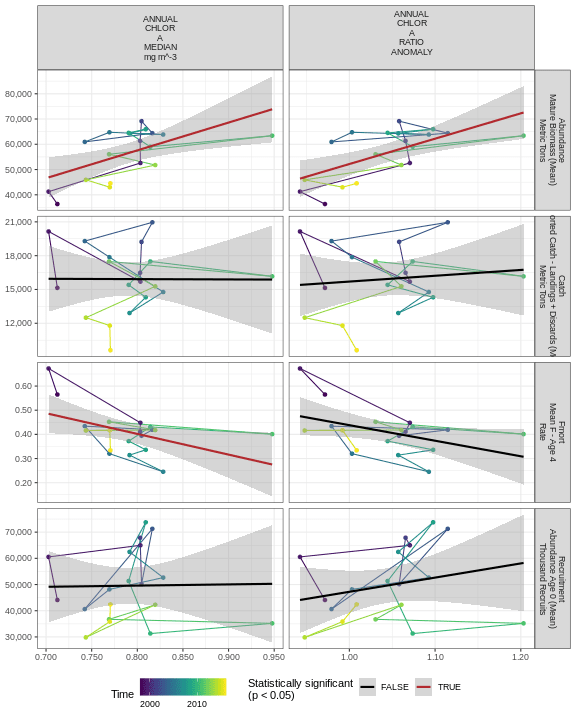 ANNUAL
CHLOR
A
MEDIAN
mg m^-3
ANNUAL
CHLOR
A
RATIO
ANOMALY
80,000
70,000
60,000
50,000
40,000
Abundance
Mature Biomass (Mean)
Metric Tons
21,000
18,000
15,000
12,000
Catch
orted Catch - Landings + Discards (M
Metric Tons
0.60
0.50
0.40
0.30
0.20
Fmort
Mean F - Age 4
Rate
70,000
60,000
50,000
40,000
30,000
Recruitment
Abundance Age 0 (Mean)
Thousand Recruits
0.700 0.750 0.800 0.850 0.900 0.950
1.00 1.10 1.20
Time
2000 2010
Statistically significant
(p < 0.05)
FALSE
TRUE